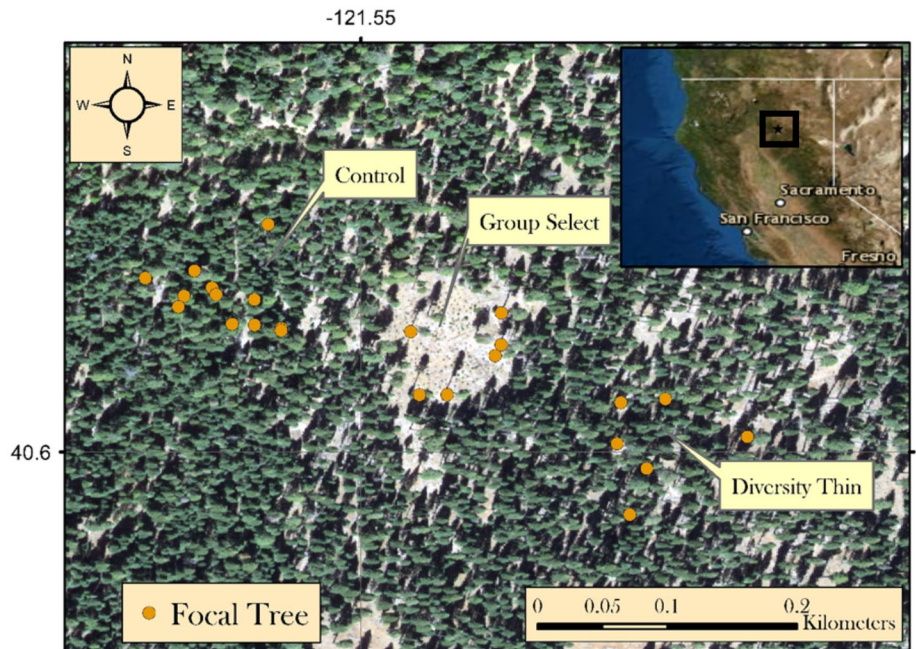 -121.55
N
W E
S
Control
Group Select
Sacramento
San Francisco
Fresno
40.6
Diversity Thin
Focal Tree
0 0.05 0.1 0.2
Kilometers